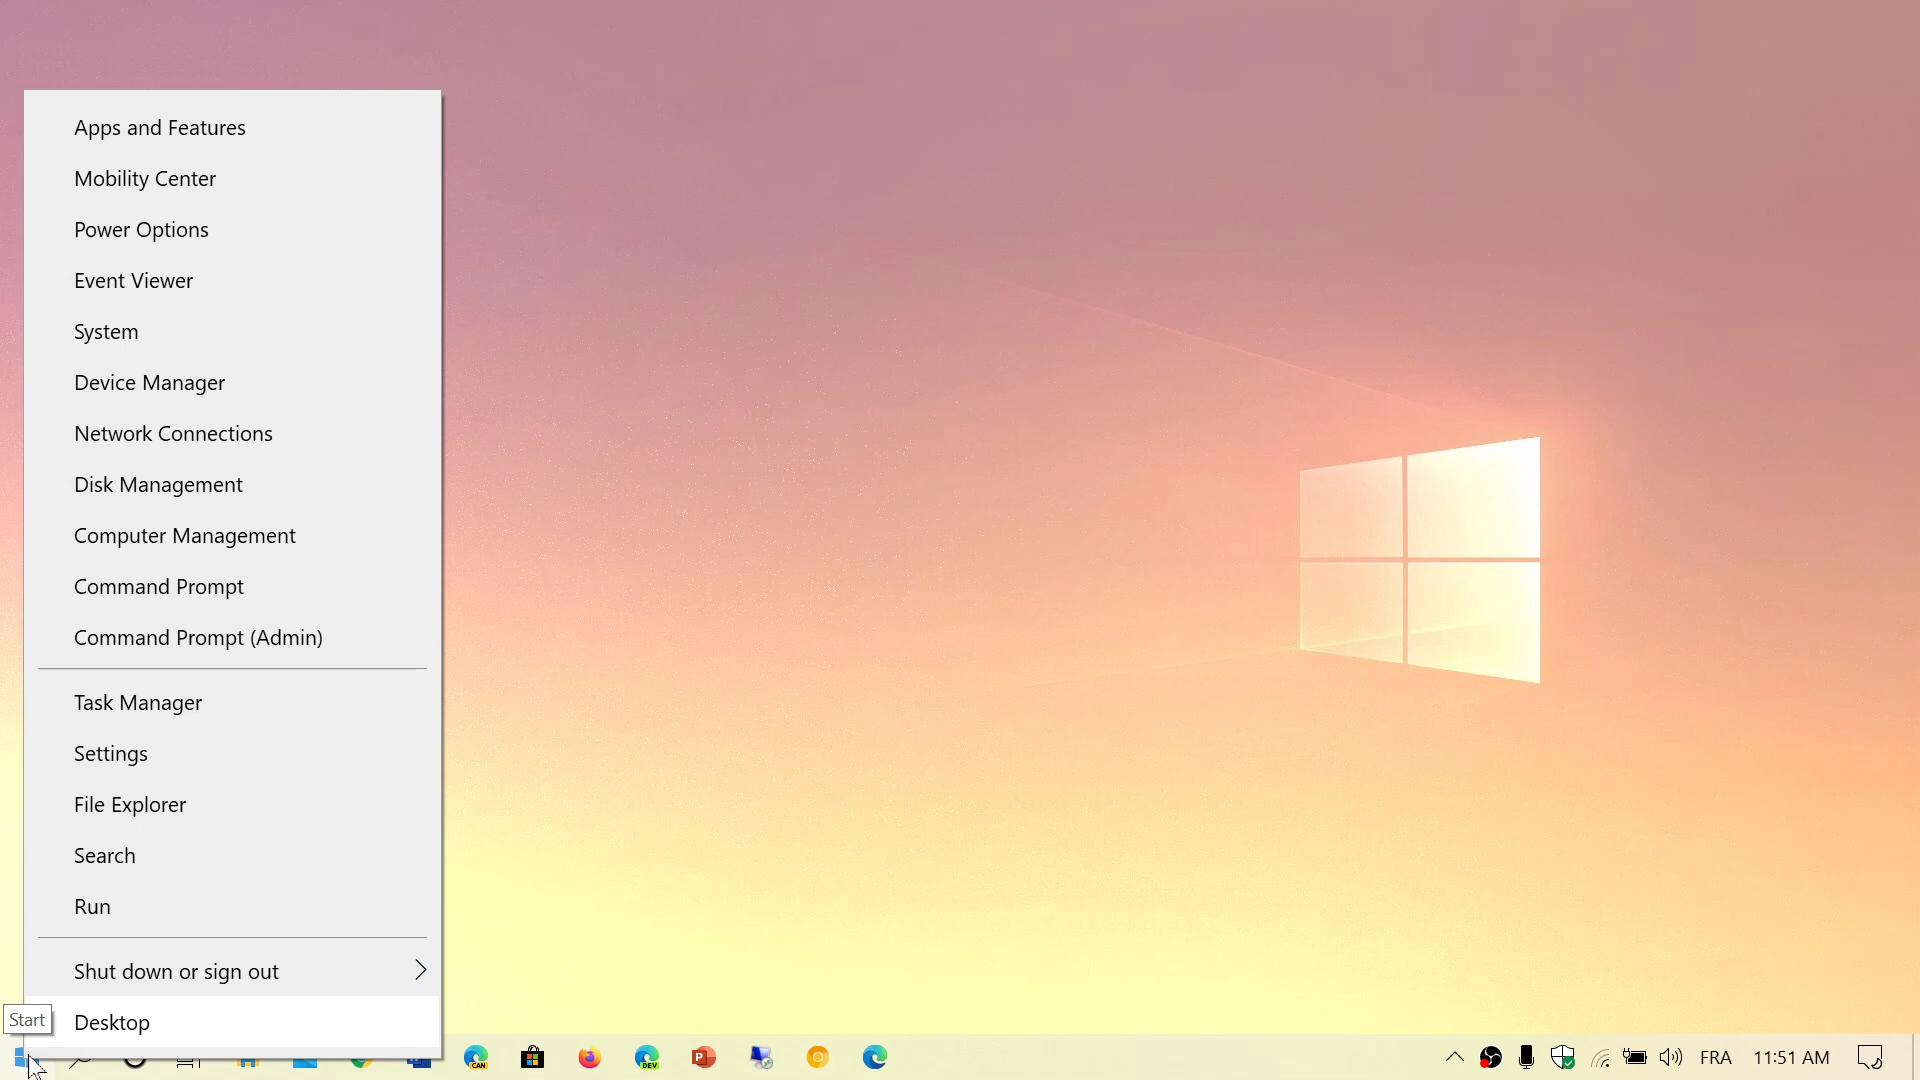 Apps and Features
Mobility Center
Power Options
Event Viewer
System
Device Manager
Network Connections
Disk Management
Computer Management
Command Prompt
Command Prompt (Admin)
Task Manager
Settings
File Explorer
Search
Run
Shut down or sign out
Desktop
Start
CAN
DEV
P
FRA
11:51 AM